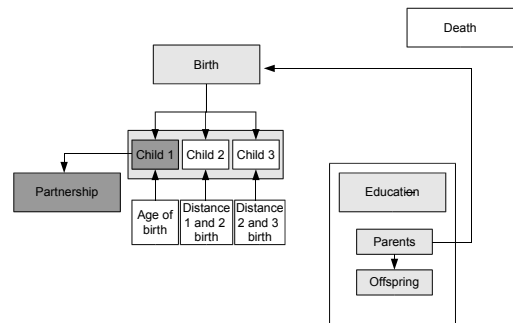 Death
Birth
Child 1
Child 2
Child 3
Partnership
Age of
birth
Distance
1 and 2
birth
Distance
2 and 3
birth
Education
Parents
Offspring